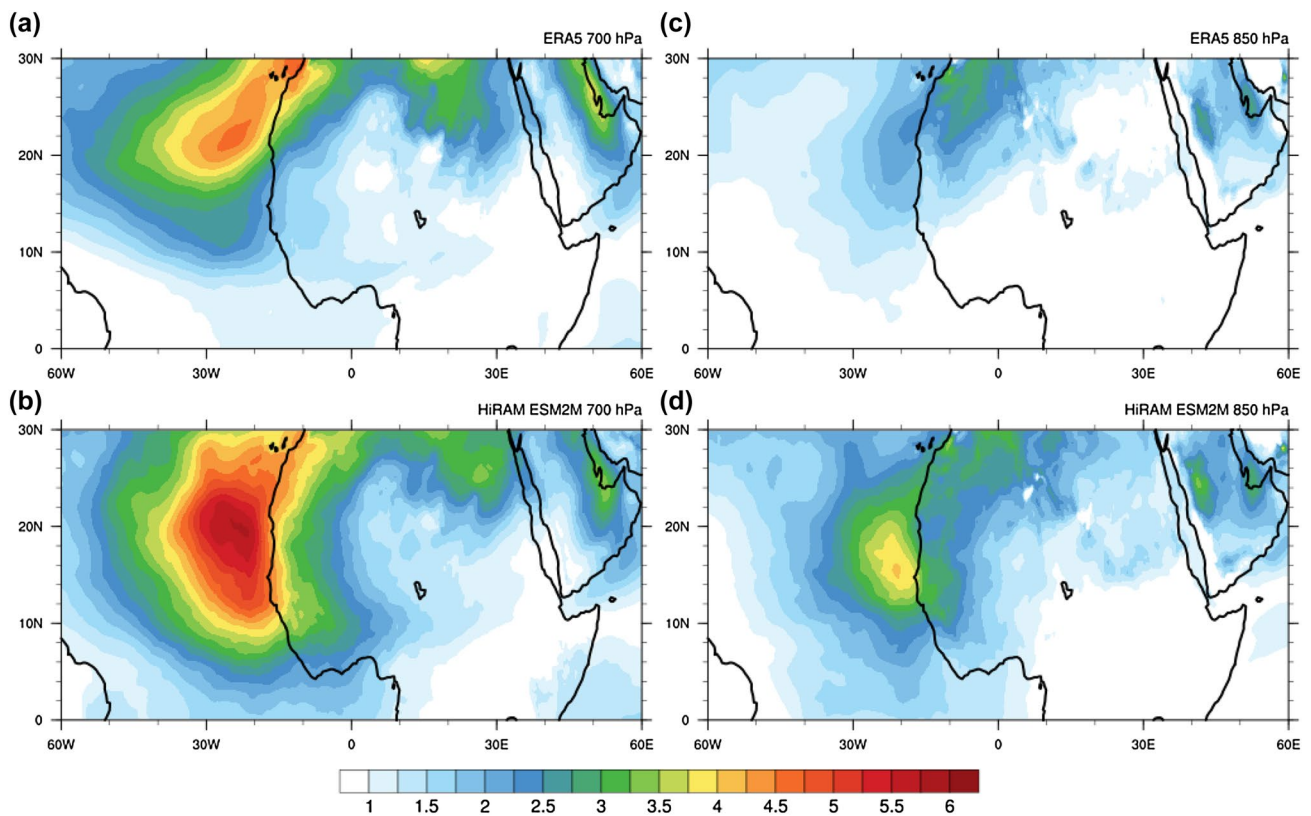 (a)
ERA5 700 hPa
30N
20N
10N
0
60W
30W
0
30E
60E
(c)
ERA5 850 hPa
30N
20N
10N
0
60W
30W
0
30E
60E
(b)
HiRAM ESM2M 700 hPa
30N
20N
10N
0
60W
30W
0
30E
60E
(d)
HiRAM ESM2M 850 hPa
30N
20N
10N
0
60W
30W
0
30E
60E
1 1.5 2 2.5 3 3.5 4 4.5 5 5.5 6